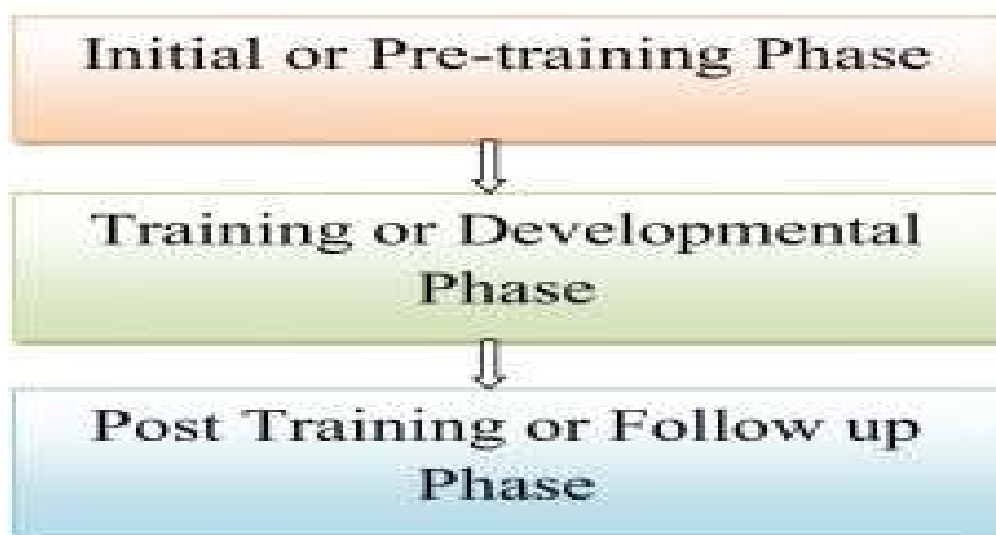 Initial or Pre-training Phase
Training or Developmental
Phase
Post Training or Follow up
Phase